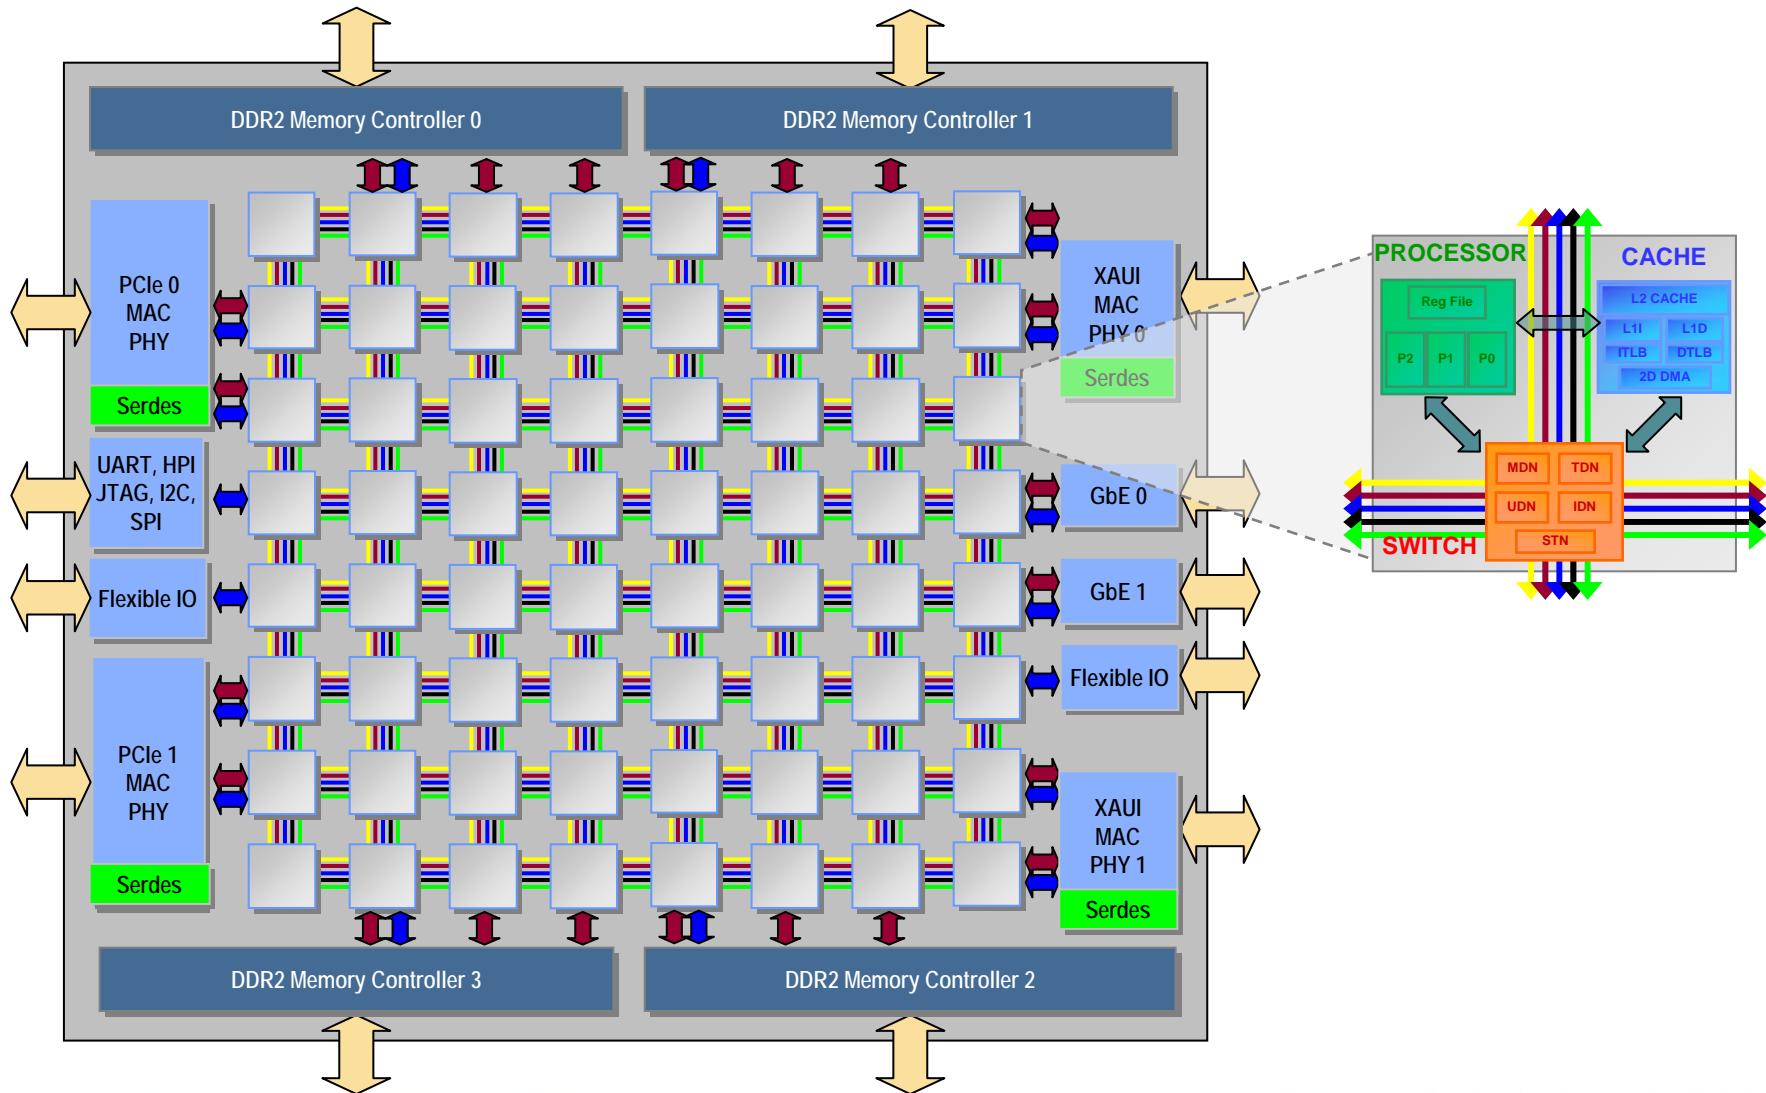 DDR2 Memory Controller 0
DDR2 Memory Controller 1
PCIe 0
MAC
PHY
Serdes
UART, HPI
JTAG, I2C,
SPI
Flexible IO
PCIe 1
MAC
PHY
Serdes
XAUI
MAC
PHY 0
Serdes
GbE 0
GbE 1
Flexible IO
XAUI
MAC
PHY 1
Serdes
DDR2 Memory Controller 3
DDR2 Memory Controller 2
PROCESSOR
Reg File
P2
P1
P0
CACHE
L2 CACHE
L1I
L1D
ITLB
DTLB
2D DMA
MDN
TDN
UDN
IDN
STN
SWITCH